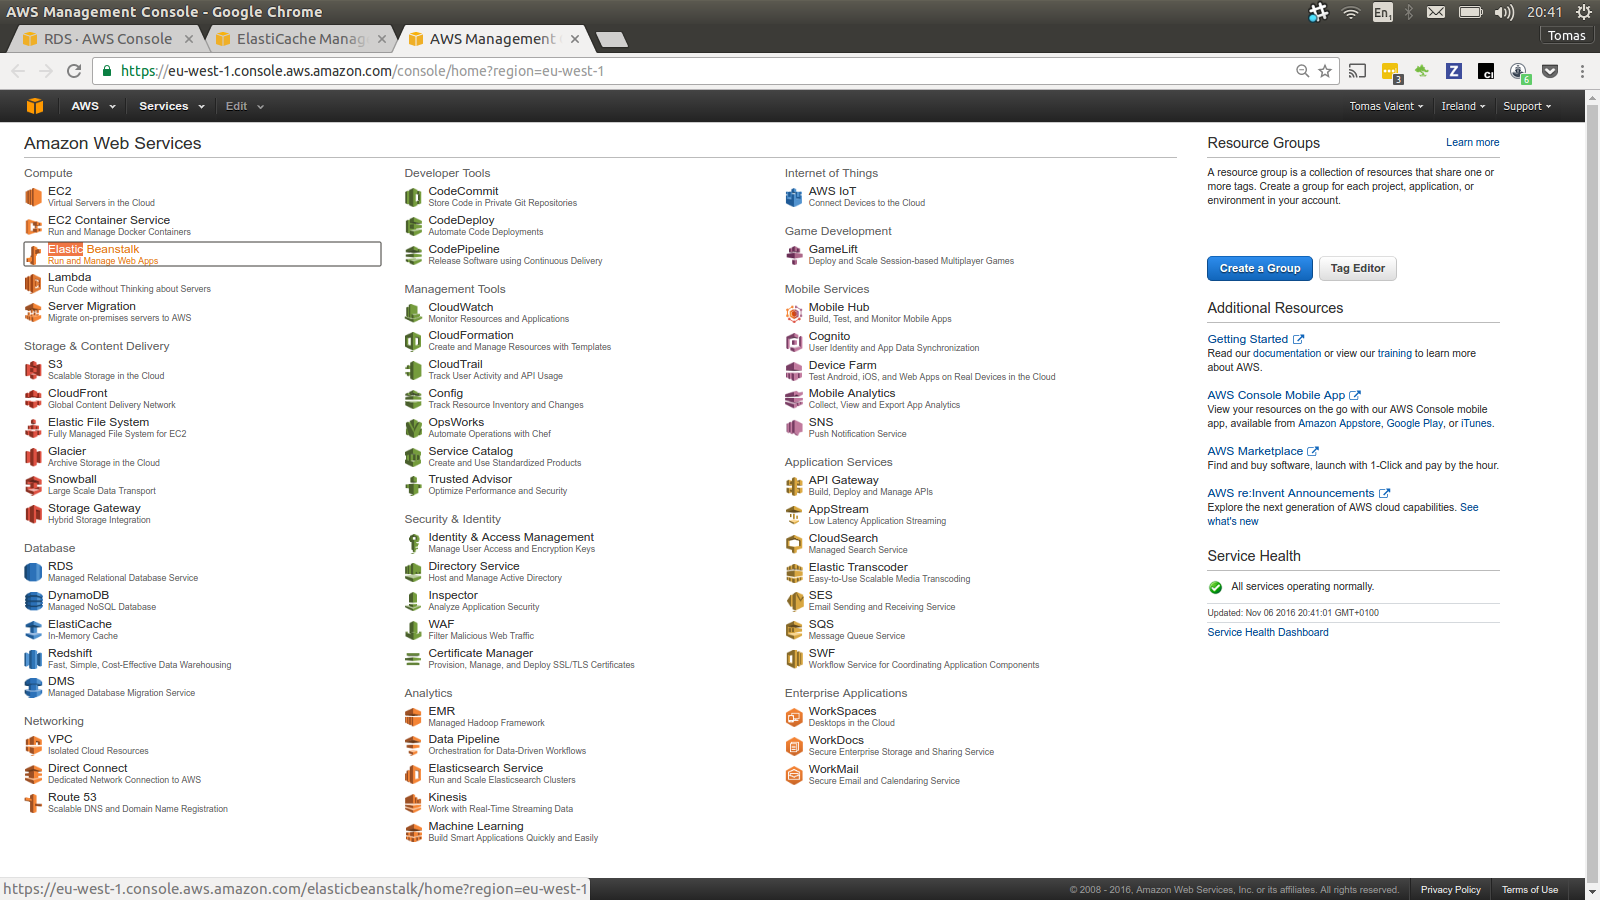 AWS Management Console - Google Chrome
En1
20:41
RDS · AWS Console
ElastiCache Manag
AWS Management
Tomas
https://eu-west-1.console.aws.amazon.com/console/home?region=eu-west-1
3
Z
6
AWS
Services
Edit
Tomas Valent
Ireland
Support
Amazon Web Services
Compute
EC2
Virtual Servers in the Cloud
EC2 Container Service
Run and Manage Docker Containers
Elastic Beanstalk
Run and Manage Web Apps
Lambda
Run Code without Thinking about Servers
Server Migration
Migrate on-premises servers to AWS
Storage & Content Delivery
S3
Scalable Storage in the Cloud
CloudFront
Global Content Delivery Network
Elastic File System
Fully Managed File System for EC2
Glacier
Archive Storage in the Cloud
Snowball
Large Scale Data Transport
Storage Gateway
Hybrid Storage Integration
Database
RDS
Managed Relational Database Service
DynamoDB
Managed NoSQL Database
ElastiCache
In-Memory Cache
Redshift
Fast, Simple, Cost-Effective Data Warehousing
DMS
Managed Database Migration Service
Networking
VPC
Isolated Cloud Resources
Direct Connect
Dedicated Network Connection to AWS
Route 53
Scalable DNS and Domain Name Registration
Developer Tools
CodeCommit
Store Code in Private Git Repositories
CodeDeploy
Automate Code Deployments
CodePipeline
Release Software using Continuous Delivery
Management Tools
CloudWatch
Monitor Resources and Applications
CloudFormation
Create and Manage Resources with Templates
CloudTrail
Track User Activity and API Usage
Config
Track Resource Inventory and Changes
OpsWorks
Automate Operations with Chef
Service Catalog
Create and Use Standardized Products
Trusted Advisor
Optimize Performance and Security
Security & Identity
Identity & Access Management
Manage User Access and Encryption Keys
Directory Service
Host and Manage Active Directory
Inspector
Analyze Application Security
WAF
Filter Malicious Web Traffic
Certificate Manager
Provision, Manage, and Deploy SSL/TLS Certificates
Analytics
EMR
Managed Hadoop Framework
Data Pipeline
Orchestration for Data-Driven Workflows
Elasticsearch Service
Run and Scale Elasticsearch Clusters
Kinesis
Work with Real-Time Streaming Data
Machine Learning
Build Smart Applications Quickly and Easily
Internet of Things
AWS IoT
Connect Devices to the Cloud
Game Development
GameLift
Deploy and Scale Session-based Multiplayer Games
Mobile Services
Mobile Hub
Build, Test, and Monitor Mobile Apps
Cognito
User Identity and App Data Synchronization
Device Farm
Test Android, iOS, and Web Apps on Real Devices in the Cloud
Mobile Analytics
Collect, View and Export App Analytics
SNS
Push Notification Service
Application Services
API Gateway
Build, Deploy and Manage APIs
AppStream
Low Latency Application Streaming
CloudSearch
Managed Search Service
Elastic Transcoder
Easy-to-Use Scalable Media Transcoding
SES
Email Sending and Receiving Service
SQS
Message Queue Service
SWF
Workflow Service for Coordinating Application Components
Enterprise Applications
WorkSpaces
Desktops in the Cloud
WorkDocs
Secure Enterprise Storage and Sharing Service
WorkMail
Secure Email and Calendaring Service
Resource Groups
Learn more
A resource group is a collection of resources that share one or
more tags. Create a group for each project, application, or
environment in your account.
Create a Group
Tag Editor
Additional Resources
Getting Started
Read our documentation or view our training to learn more
about AWS.
AWS Console Mobile App
View your resources on the go with our AWS Console mobile
app, available from Amazon Appstore, Google Play, or iTunes.
AWS Marketplace
Find and buy software, launch with 1-Click and pay by the hour.
AWS re:Invent Announcements
Explore the next generation of AWS cloud capabilities. See
what's new
Service Health
All services operating normally.
Updated: Nov 06 2016 20:41:01 GMT+0100
Service Health Dashboard
https://eu-west-1.console.aws.amazon.com/elasticbeanstalk/home?region=eu-west-1
© 2008 - 2016, Amazon Web Services, Inc. or its affiliates. All rights reserved.
Privacy Policy
Terms of Use